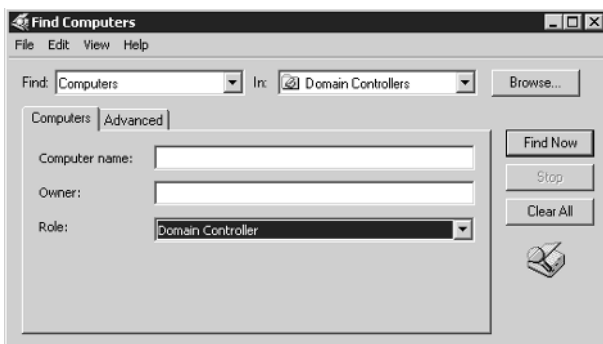 Find Computers
File Edit View Help
Find: Computers In: Domain Controllers Browse...
Computers Advanced
Find Now
Computer name:
Stop
Owner:
Clear All
Role: Domain Controller